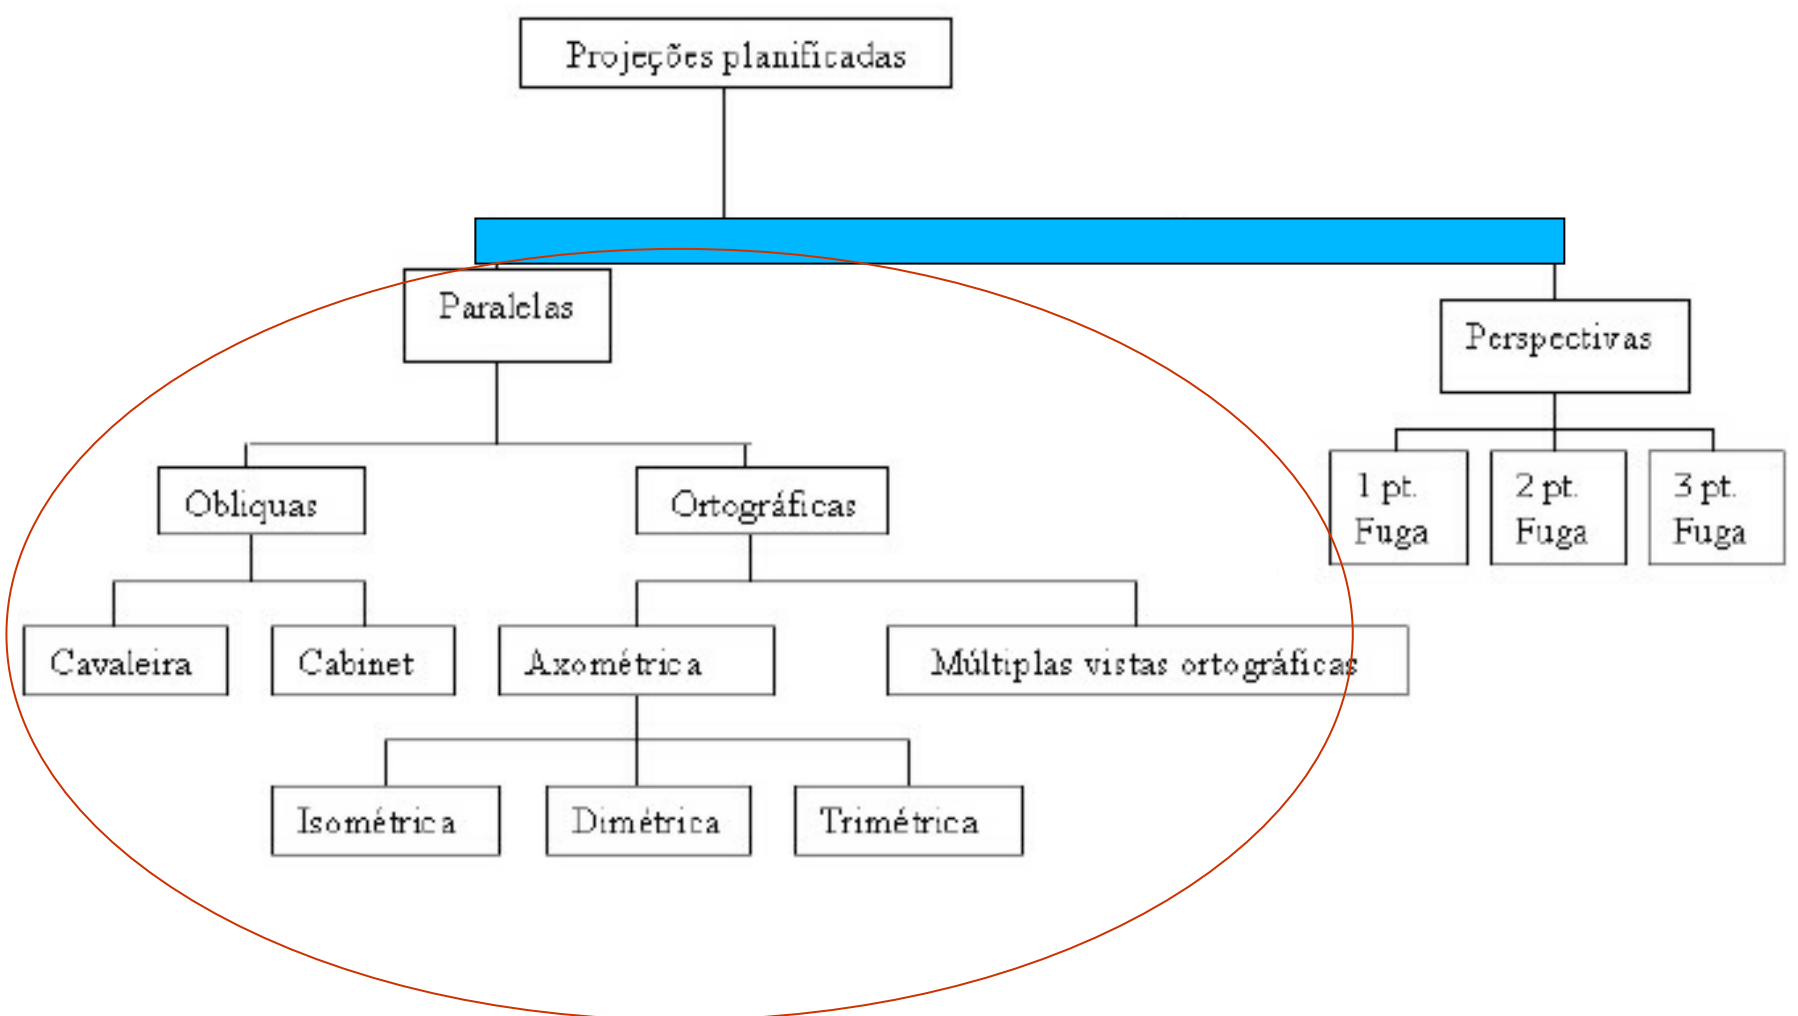 Projeções planificadas
Paralelas
Perspectivas
Obliquas
Ortográficas
1 pt.
Fuga
2 pt.
Fuga
3 pt.
Fuga
Cavaleira
Cabinet
Axométrica
Múltiplas vistas ortográficas
Isométrica
Dimétrica
Trimétrica